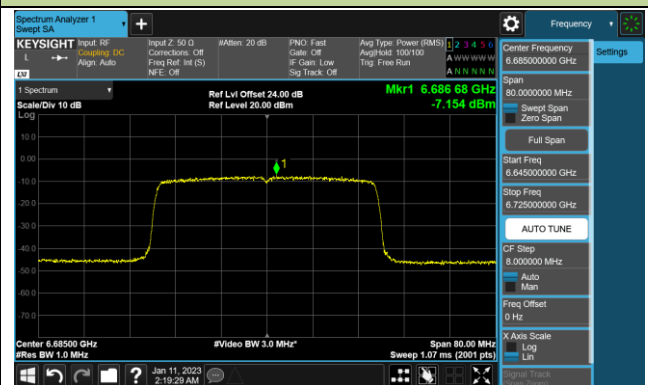 Spectrum Analyzer 1
Swept SA
Frequency
KEYSIGHT
L
LXI
Input: RF
Coupling: DC
Align: Auto
Input Z: 50 Ω
Corrections: Off
Freq Ref: Int (S)
NFE: Off
#Atten: 20 dB
PNO: Fast
Gate: Off
IF Gain: Low
Sig Track: Off
Avg Type: Power (RMS)
Avg|Hold: 100/100
Trig: Free Run
1 2 3 4 5 6
A W W W W W
A N N N N N
1 Spectrum
Scale/Div 10 dB
Log
Ref Lvl Offset 24.00 dB
Ref Level 20.00 dBm
Mkr1 6.686 68 GHz
-7.154 dBm
1
10.0
0.00
-10.0
-20.0
-30.0
-40.0
-50.0
-60.0
-70.0
Center 6.68500 GHz
#Res BW 1.0 MHz
#Video BW 3.0 MHz*
Span 80.00 MHz
Sweep 1.07 ms (2001 pts)
?
Jan 11, 2023
2:19:29 AM
Center Frequency
6.685000000 GHz
Span
80.0000000 MHz
Swept Span
Zero Span
Full Span
Start Freq
6.645000000 GHz
Stop Freq
6.725000000 GHz
AUTO TUNE
CF Step
8.000000 MHz
Auto
Man
Freq Offset
0 Hz
X Axis Scale
Log
Lin
Signal Track
(Span Zoom)
Settings